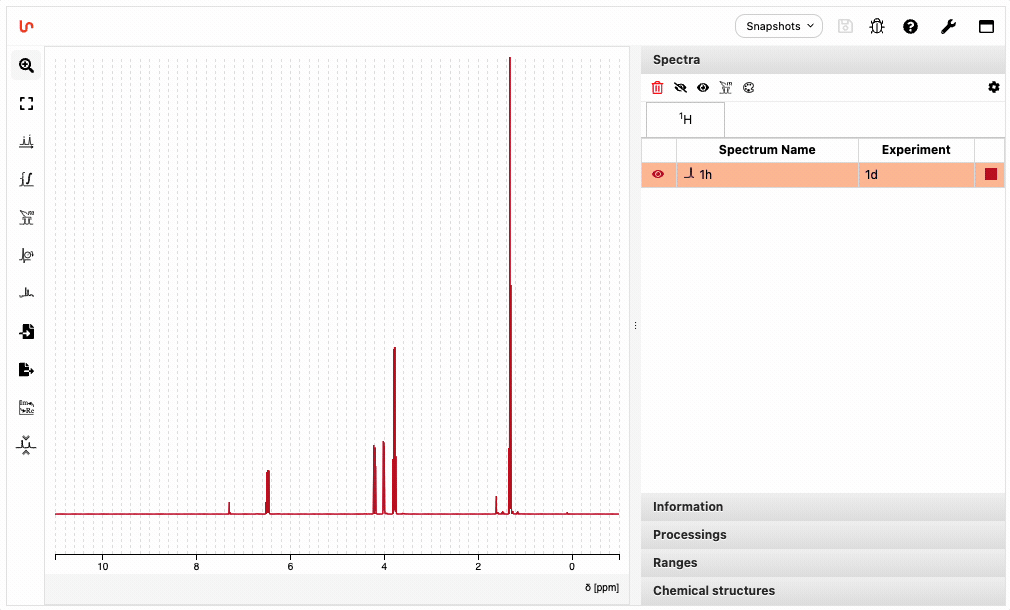 Snapshots
Spectra
¹H
Spectrum Name Experiment
1h 1d
10 8 6 4 2 0
δ [ppm]
Information
Processings
Ranges
Chemical structures